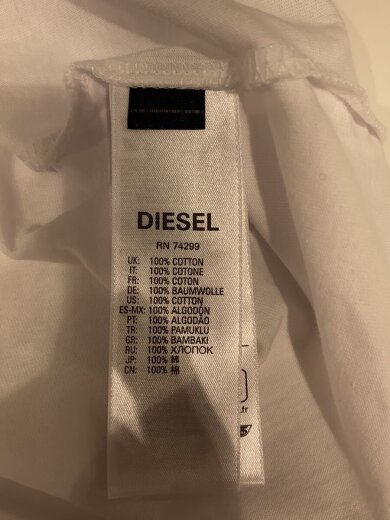 DIESEL
RN 74299
UK: 100% COTTON
IT: 100% COTONE
FR: 100% COTON
DE: 100% BAUMWOLLE
US: 100% COTTON
ES-MX: 100% ALGODÓN
PT: 100% ALGODÃO
TR: 100% PAMUKLU
GR: 100% BAMBAKI
RU: 100% ХЛОПОК
JP: 100% 綿
CN: 100% 棉
.fr